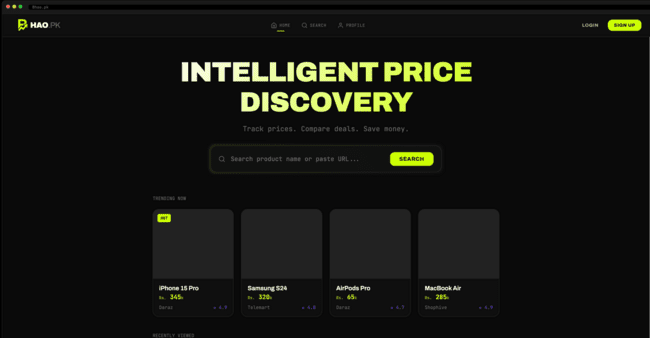 HAO.PK
HOME SEARCH PROFILE
LOGIN SIGN UP
INTELLIGENT PRICE
DISCOVERY
Track prices. Compare deals. Save money.
Search product name or paste URL... SEARCH
TRENDING NOW
HOT
iPhone 15 Pro Samsung S24 AirPods Pro MacBook Air
Rs. 345K Rs. 320K Rs. 65K Rs. 285K
Daraz 4.9 Telemart 4.8 Daraz 4.7 Shophive 4.9
RECENTLY VIEWED